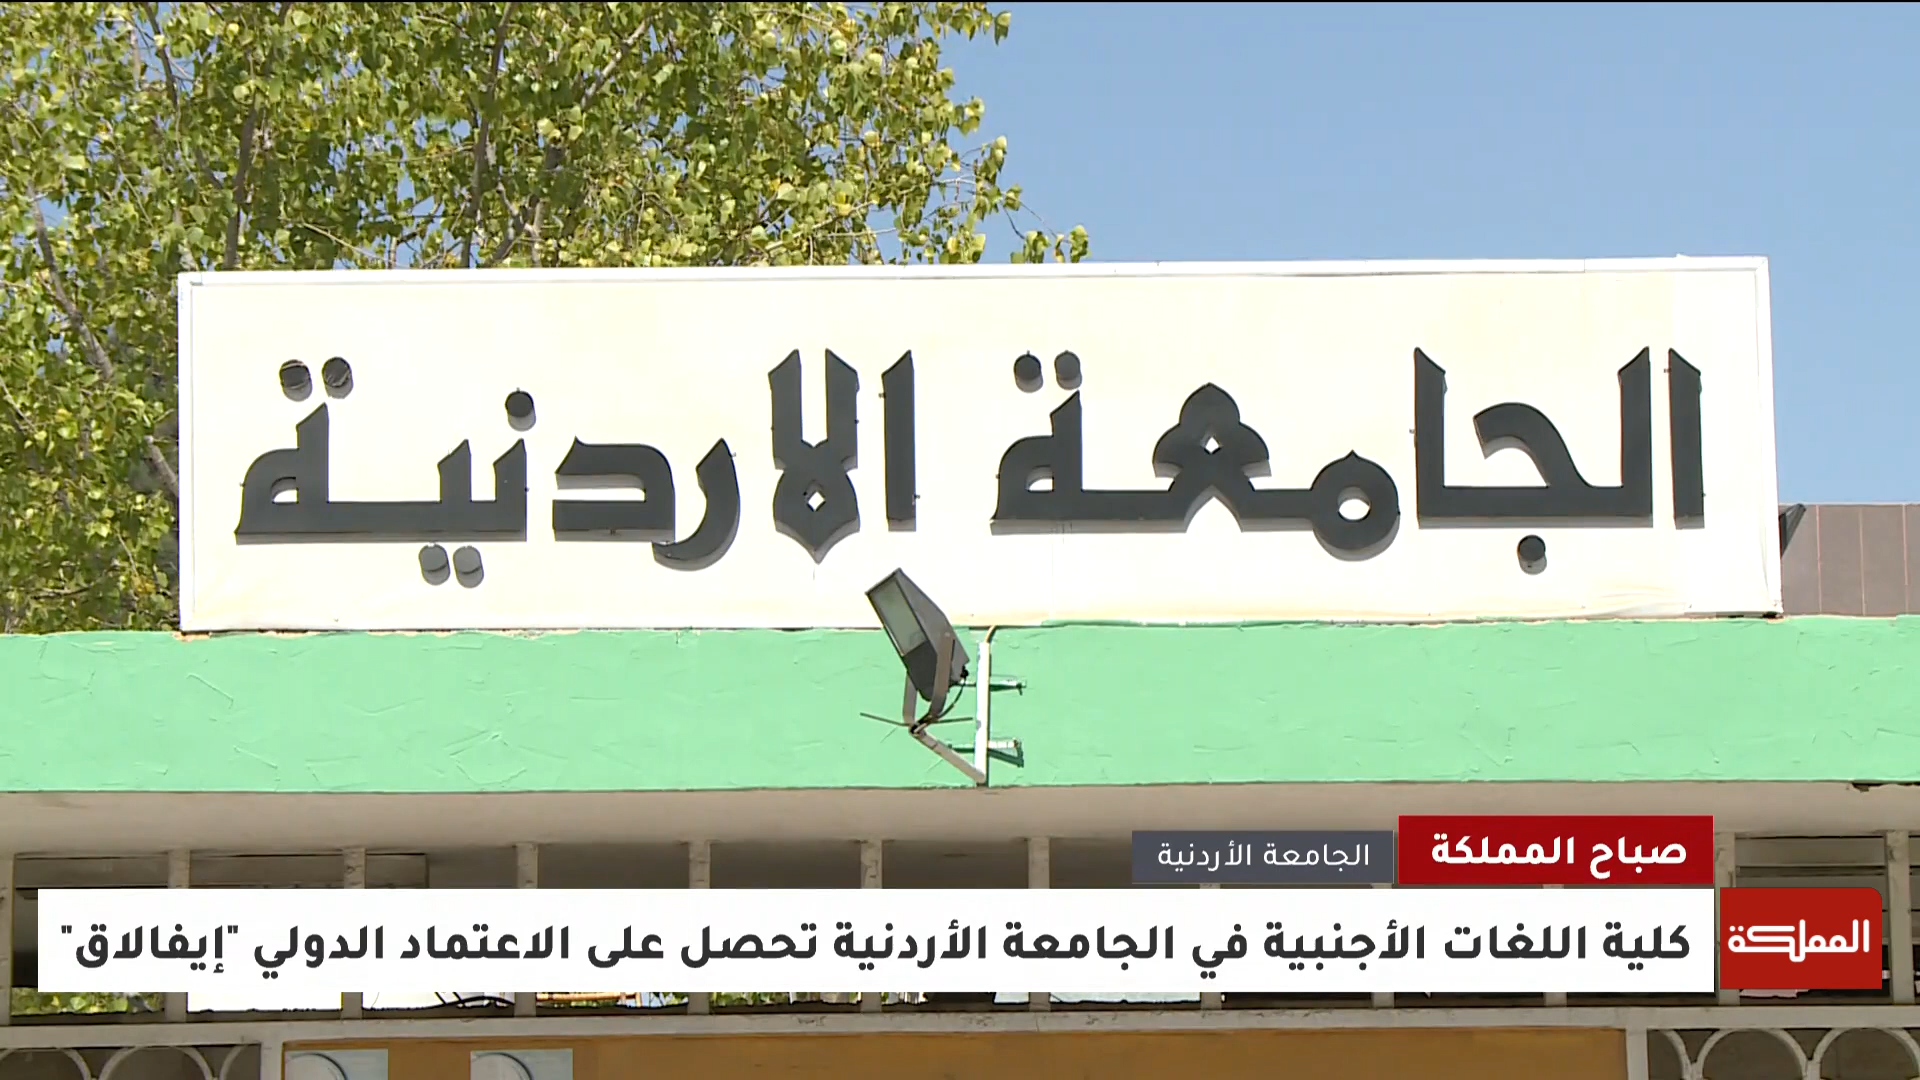 الجامعة الاردنية
صباح المملكة
الجامعة الأردنية
كلية اللغات الأجنبية في الجامعة الأردنية تحصل على الاعتماد الدولي "إيفالاق"
المملكة